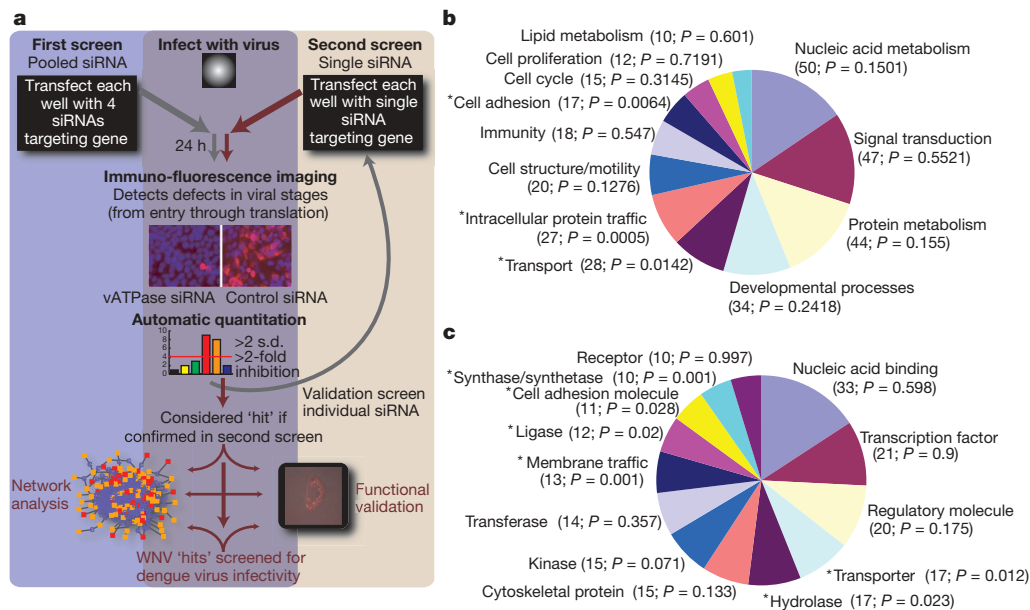 a
First screen
Pooled siRNA
Infect with virus
Second screen
Single siRNA
Transfect each
well with 4
siRNAs
targeting gene
Transfect each
well with single
siRNA
targeting gene
24 h
Immuno-fluorescence imaging
Detects defects in viral stages
(from entry through translation)
vATPase siRNA
Control siRNA
Automatic quantitation
10
8
6
4
2
0
>2 s.d.
>2-fold
inhibition
Validation screen
individual siRNA
Considered ‘hit’ if
confirmed in second screen
Network
analysis
Functional
validation
WNV ‘hits’ screened for
dengue virus infectivity
b
Lipid metabolism (10; P = 0.601)
Cell proliferation (12; P = 0.7191)
Cell cycle (15; P = 0.3145)
*Cell adhesion (17; P = 0.0064)
Immunity (18; P = 0.547)
Cell structure/motility
(20; P = 0.1276)
*Intracellular protein traffic
(27; P = 0.0005)
*Transport (28; P = 0.0142)
Nucleic acid metabolism
(50; P = 0.1501)
Signal transduction
(47; P = 0.5521)
Protein metabolism
(44; P = 0.155)
Developmental processes
(34; P = 0.2418)
c
Receptor (10; P = 0.997)
*Synthase/synthetase (10; P = 0.001)
*Cell adhesion molecule
(11; P = 0.028)
*Ligase (12; P = 0.02)
*Membrane traffic
(13; P = 0.001)
Transferase (14; P = 0.357)
Kinase (15; P = 0.071)
Cytoskeletal protein (15; P = 0.133)
Nucleic acid binding
(33; P = 0.598)
Transcription factor
(21; P = 0.9)
Regulatory molecule
(20; P = 0.175)
*Transporter (17; P = 0.012)
*Hydrolase (17; P = 0.023)